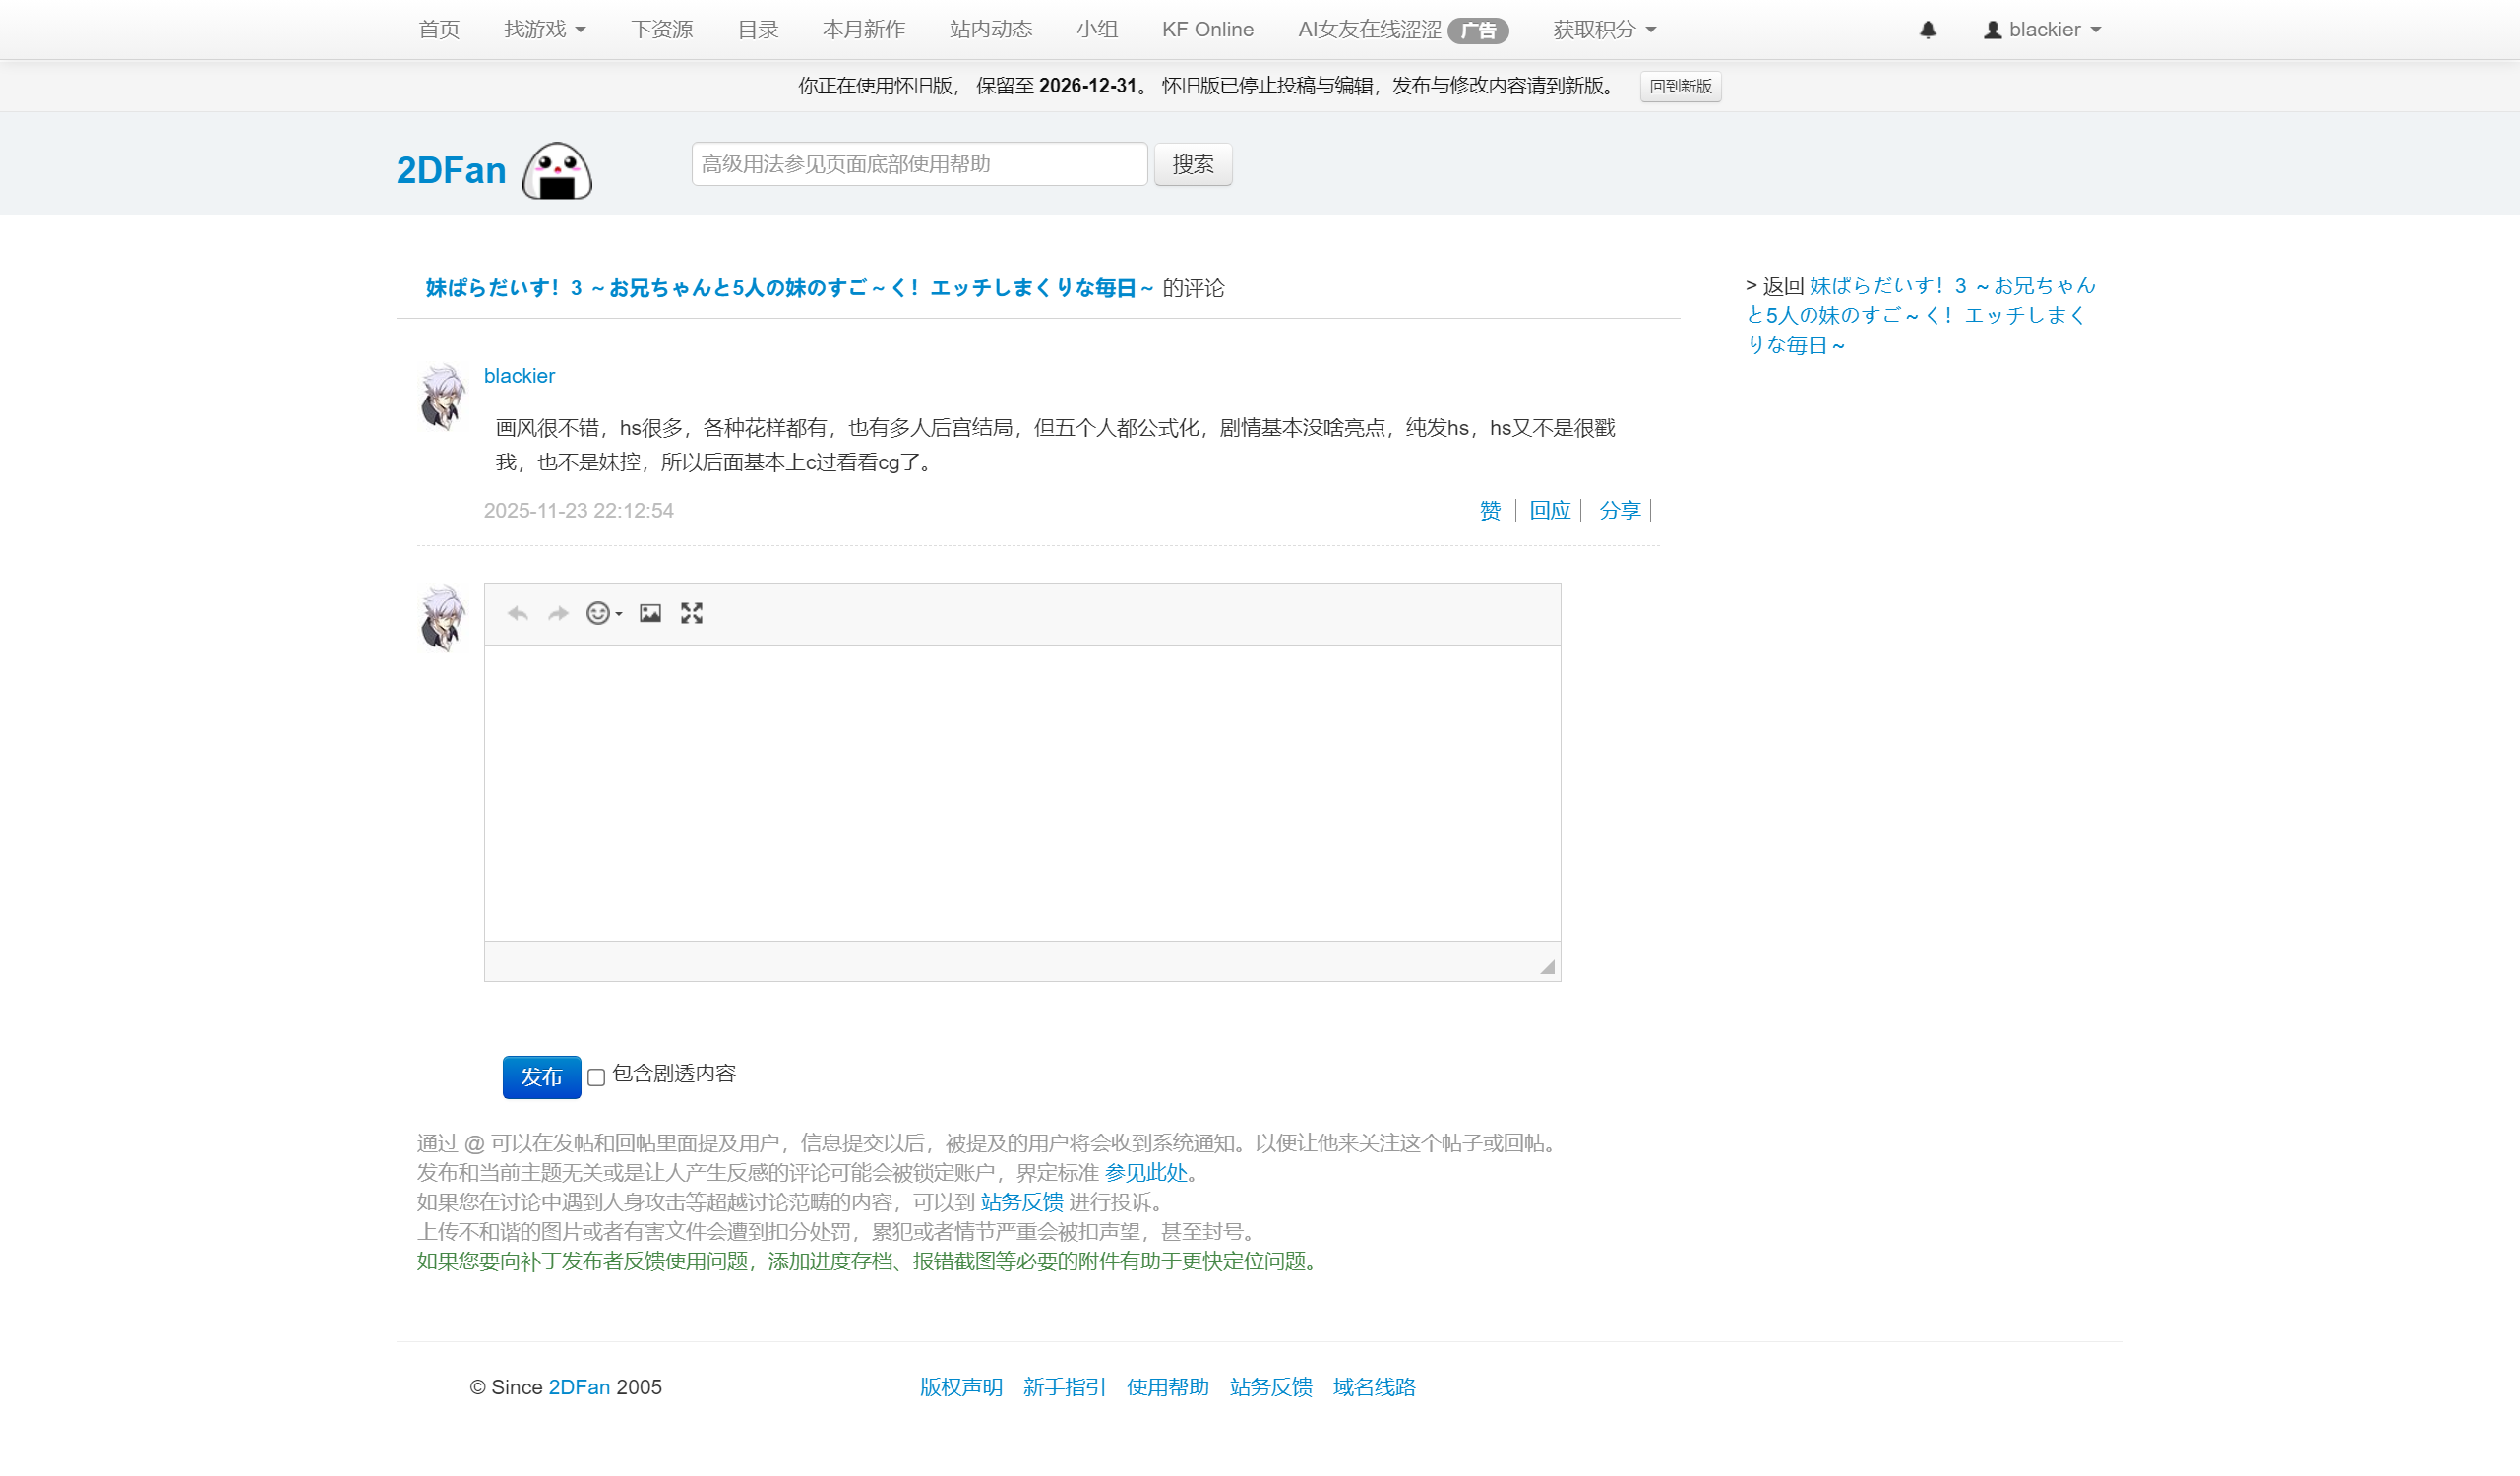 首页 找游戏 下资源 目录 本月新作 站内动态 小组 KF Online AI女友在线涩涩 广告 获取积分 blackier
你正在使用怀旧版， 保留至 2026-12-31。 怀旧版已停止投稿与编辑，发布与修改内容请到新版。 回到新版
2DFan 高级用法参见页面底部使用帮助 搜索
妹ぱらだいす！3 ～お兄ちゃんと5人の妹のすご～く！エッチしまくりな毎日～ 的评论
> 返回 妹ぱらだいす！3 ～お兄ちゃん
と5人の妹のすご～く！エッチしまく
りな毎日～
blackier
画风很不错，hs很多，各种花样都有，也有多人后宫结局，但五个人都公式化，剧情基本没啥亮点，纯发hs，hs又不是很戳
我，也不是妹控，所以后面基本上c过看看cg了。
2025-11-23 22:12:54 赞 回应 分享
发布 包含剧透内容
通过 @ 可以在发帖和回帖里面提及用户，信息提交以后，被提及的用户将会收到系统通知。以便让他来关注这个帖子或回帖。
发布和当前主题无关或是让人产生反感的评论可能会被锁定账户，界定标准 参见此处。
如果您在讨论中遇到人身攻击等超越讨论范畴的内容，可以到 站务反馈 进行投诉。
上传不和谐的图片或者有害文件会遭到扣分处罚，累犯或者情节严重会被扣声望，甚至封号。
如果您要向补丁发布者反馈使用问题，添加进度存档、报错截图等必要的附件有助于更快定位问题。
© Since 2DFan 2005 版权声明 新手指引 使用帮助 站务反馈 域名线路